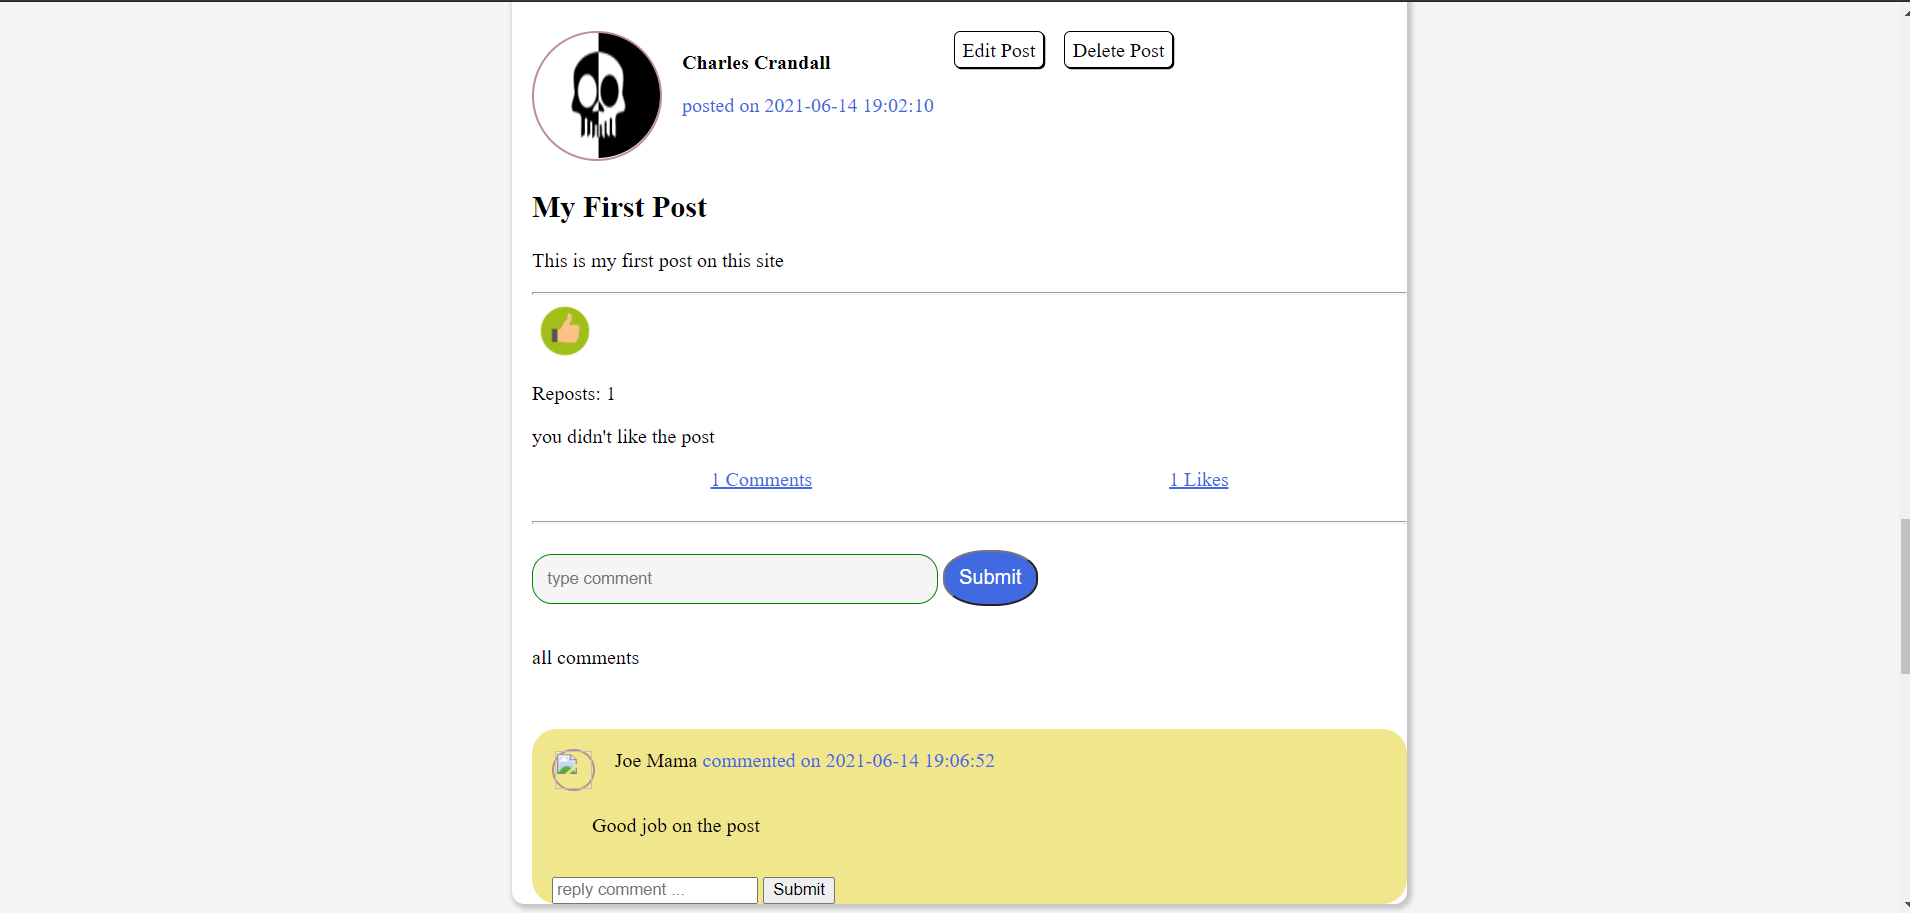 Charles Crandall
Edit Post
Delete Post
posted on 2021-06-14 19:02:10
My First Post
This is my first post on this site
Reposts: 1
you didn't like the post
1 Comments
1 Likes
type comment
Submit
all comments
Joe Mama commented on 2021-06-14 19:06:52
Good job on the post
reply comment ...
Submit